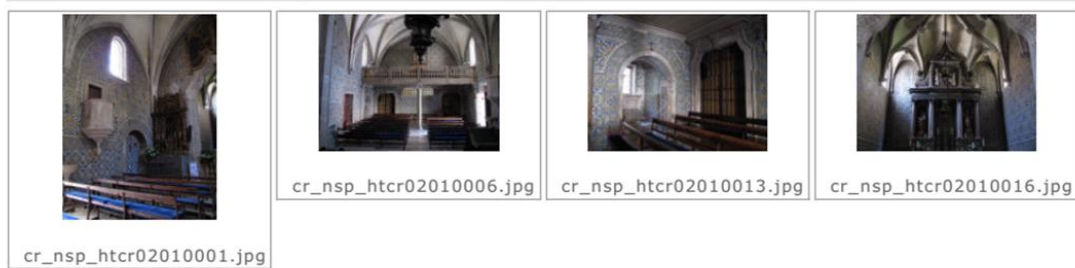 cr_nsp_htcr02010006.jpg
cr_nsp_htcr02010013.jpg
cr_nsp_htcr02010016.jpg
cr_nsp_htcr02010001.jpg